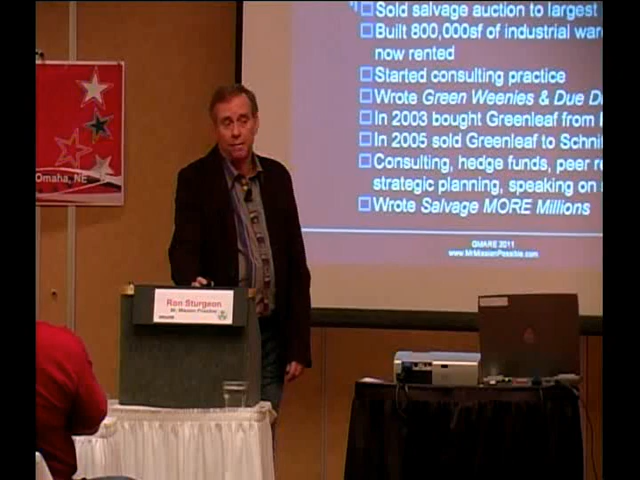 Sold salvage auction to largest
Built 800,000sf of industrial war
now rented
Started consulting practice
Wrote Green Weenies & Due D
In 2003 bought Greenleaf from
In 2005 sold Greenleaf to Schni
Consulting, hedge funds, peer r
strategic planning, speaking on
Wrote Salvage MORE Millions
GMARE 2011
www.MrMissionPossible.com
Omaha, NE
Ron Sturgeon
Mr. Mission Possible